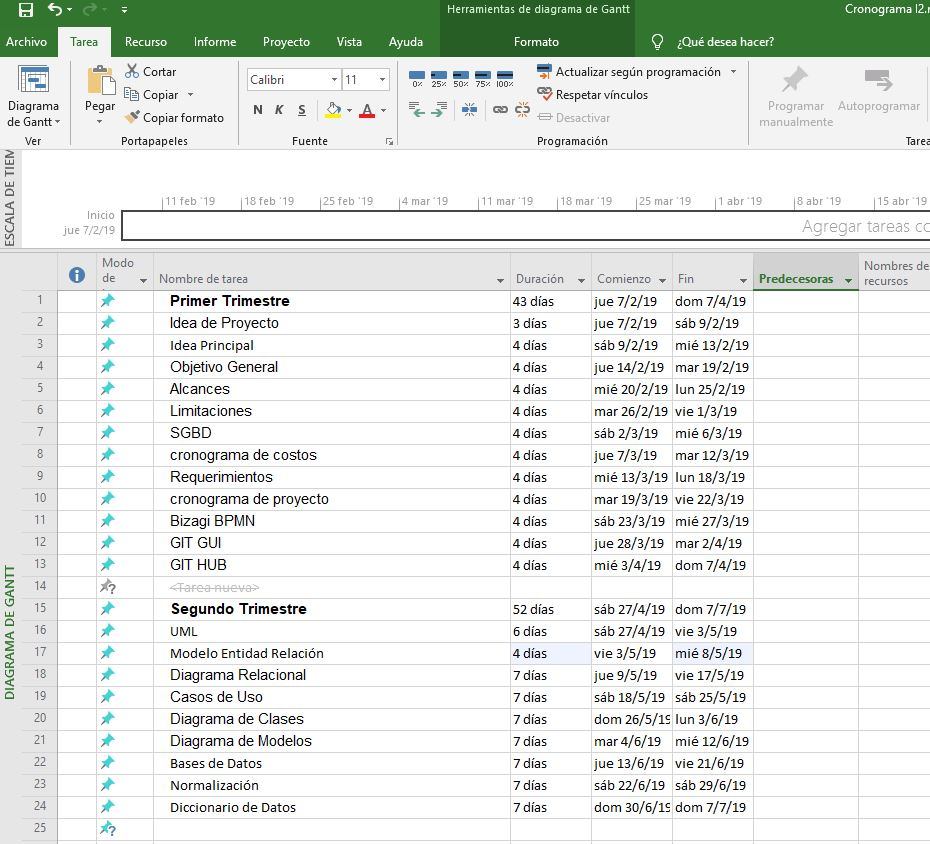 Herramientas de diagrama de Gantt
Cronograma I2.
Archivo Tarea Recurso Informe Proyecto Vista Ayuda Formato ¿Qué desea hacer?
Diagrama de Gantt
Ver
Pegar
Cortar
Copiar
Copiar formato
Portapapeles
Calibri 11
N K S A
Fuente
0% 25% 50% 75% 100%
Actualizar según programación
Respetar vínculos
Desactivar
Programación
Programar manualmente
Autoprogramar
Tarea
ESCALA DE TIEM
11 feb '19 18 feb '19 25 feb '19 4 mar '19 11 mar '19 18 mar '19 25 mar '19 1 abr '19 8 abr '19 15 abr '19
Inicio
jue 7/2/19
Agregar tareas co
DIAGRAMA DE GANTT
Modo de Nombre de tarea Duración Comienzo Fin Predecesoras Nombres de recursos
1 Primer Trimestre 43 días jue 7/2/19 dom 7/4/19
2 Idea de Proyecto 3 días jue 7/2/19 sáb 9/2/19
3 Idea Principal 4 días sáb 9/2/19 mié 13/2/19
4 Objetivo General 4 días jue 14/2/19 mar 19/2/19
5 Alcances 4 días mié 20/2/19 lun 25/2/19
6 Limitaciones 4 días mar 26/2/19 vie 1/3/19
7 SGBD 4 días sáb 2/3/19 mié 6/3/19
8 cronograma de costos 4 días jue 7/3/19 mar 12/3/19
9 Requerimientos 4 días mié 13/3/19 lun 18/3/19
10 cronograma de proyecto 4 días mar 19/3/19 vie 22/3/19
11 Bizagi BPMN 4 días sáb 23/3/19 mié 27/3/19
12 GIT GUI 4 días jue 28/3/19 mar 2/4/19
13 GIT HUB 4 días mié 3/4/19 dom 7/4/19
14 <Tarea nueva>
15 Segundo Trimestre 52 días sáb 27/4/19 dom 7/7/19
16 UML 6 días sáb 27/4/19 vie 3/5/19
17 Modelo Entidad Relación 4 días vie 3/5/19 mié 8/5/19
18 Diagrama Relacional 7 días jue 9/5/19 vie 17/5/19
19 Casos de Uso 7 días sáb 18/5/19 sáb 25/5/19
20 Diagrama de Clases 7 días dom 26/5/19 lun 3/6/19
21 Diagrama de Modelos 7 días mar 4/6/19 mié 12/6/19
22 Bases de Datos 7 días jue 13/6/19 vie 21/6/19
23 Normalización 7 días sáb 22/6/19 sáb 29/6/19
24 Diccionario de Datos 7 días dom 30/6/19 dom 7/7/19
25